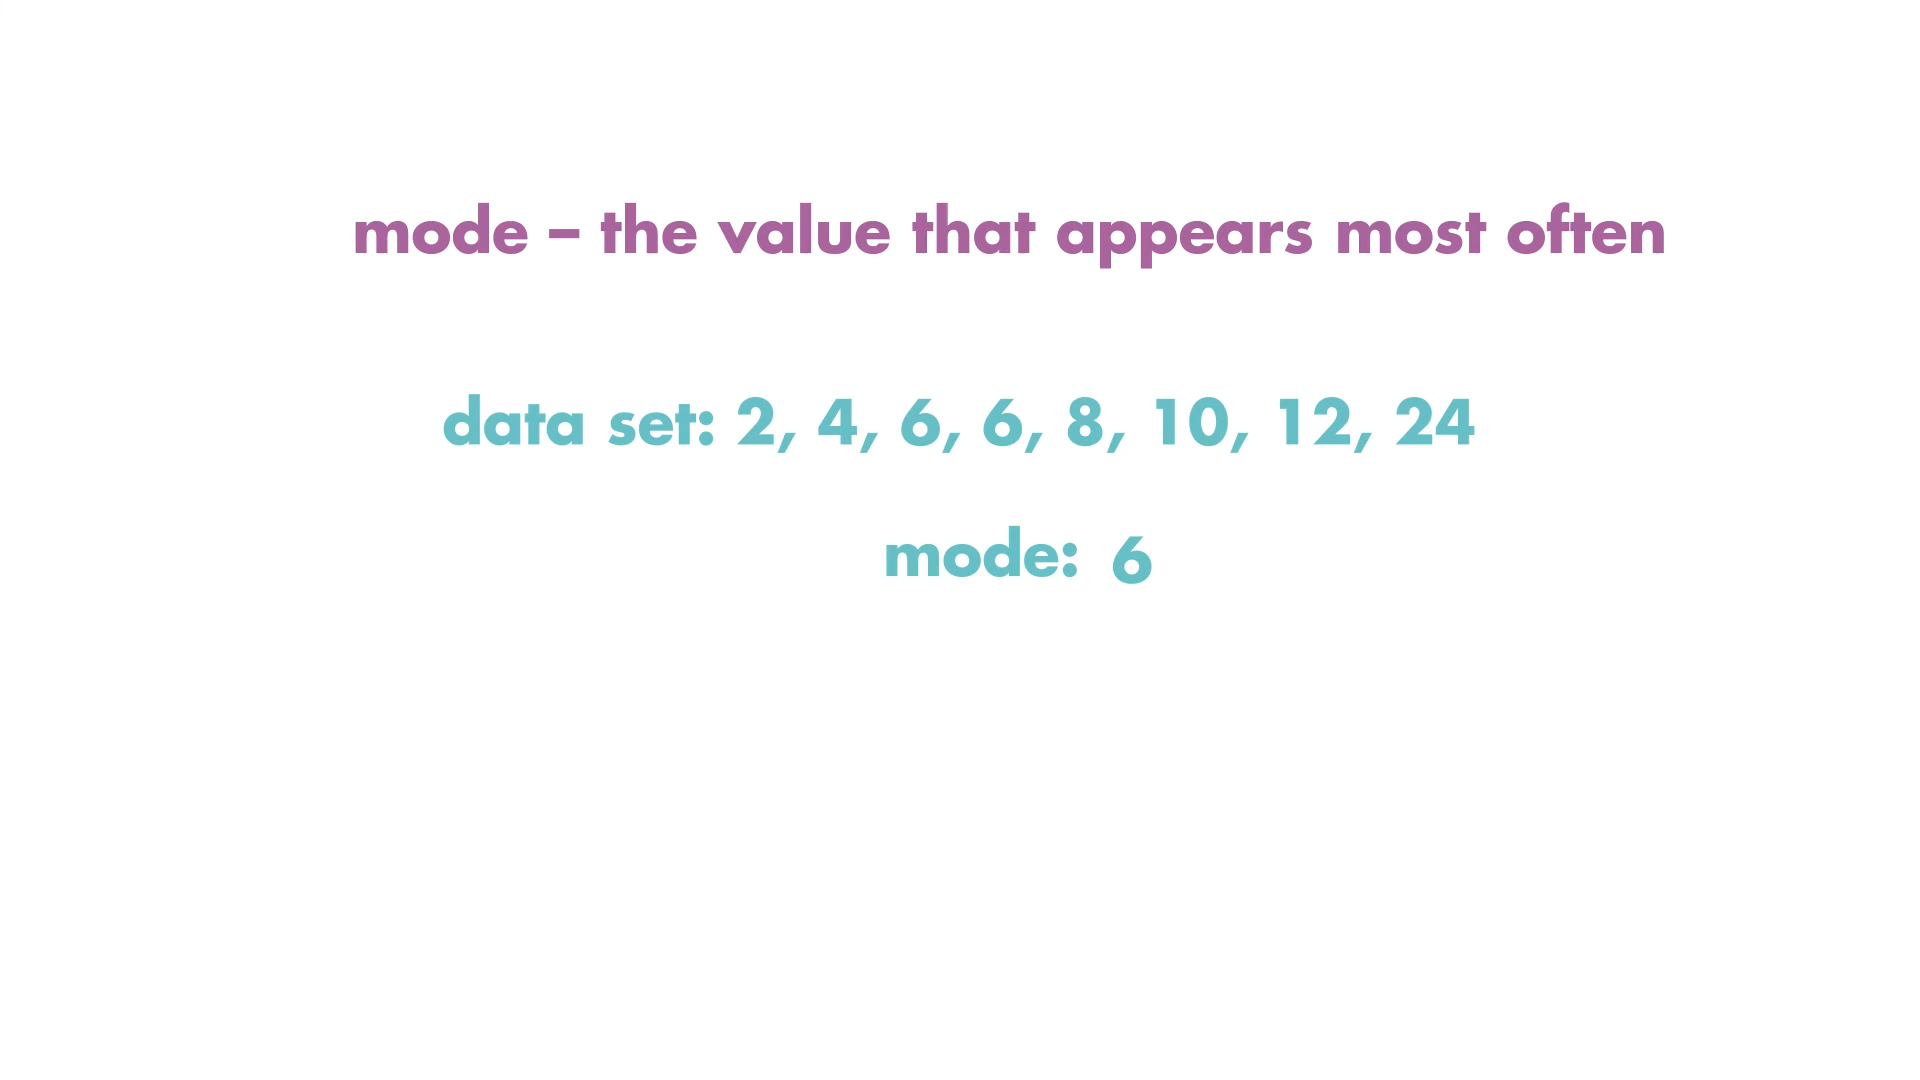 mode – the value that appears most often
data set: 2, 4, 6, 6, 8, 10, 12, 24
mode: 6